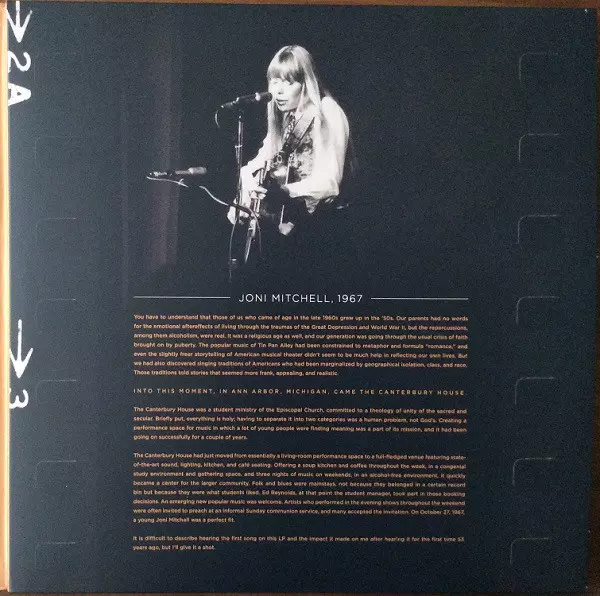 →2A
JONI MITCHELL, 1967
You have to understand that those of us who came of age in the late 1960s grew up in the '50s. Our parents had no words
for the emotional aftereffects of living through the traumas of the Great Depression and World War II, but the repercussions,
among them alcoholism, were real. It was a religious age as well, and our generation was going through the usual crisis of faith
brought on by puberty. The popular music of Tin Pan Alley had been constrained to metaphor and formula "romance," and
even the slightly freer storytelling of American musical theater didn't seem to be much help in reflecting our own lives. But
we had also discovered singing traditions of Americans who had been marginalized by geographical isolation, class, and race.
Those traditions told stories that seemed more frank, appealing, and realistic.
INTO THIS MOMENT, IN ANN ARBOR, MICHIGAN, CAME THE CANTERBURY HOUSE.
The Canterbury House was a student ministry of the Episcopal Church, committed to a theology of unity of the sacred and
secular. Briefly put, everything is holy; having to separate it into two categories was a human problem, not God's. Creating a
performance space for music in which a lot of young people were finding meaning was a part of its mission, and it had been
going on successfully for a couple of years.
The Canterbury House had just moved from essentially a living-room performance space to a full-fledged venue featuring state-
of-the-art sound, lighting, kitchen, and café seating. Offering a soup kitchen and coffee throughout the week, in a congenial
study environment and gathering space, and three nights of music on weekends, in an alcohol-free environment, it quickly
became a center for the larger community. Folk and blues were mainstays, not because they belonged in a certain record
bin but because they were what students liked. Ed Reynolds, at that point the student manager, took part in these booking
decisions. An emerging new popular music was welcome. Artists who performed in the evening shows throughout the weekend
were often invited to preach at an informal Sunday communion service, and many accepted the invitation. On October 27, 1967,
a young Joni Mitchell was a perfect fit.
It is difficult to describe hearing the first song on this LP and the impact it made on me after hearing it for the first time 53
years ago, but I'll give it a shot.
→3